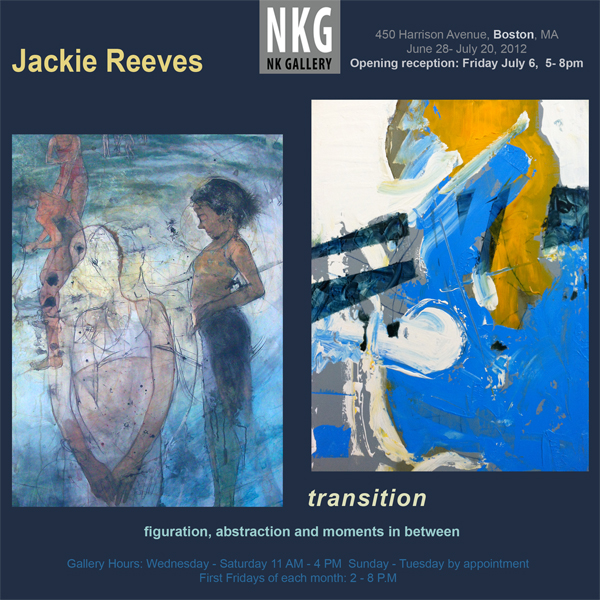 Jackie Reeves
NKG
NK GALLERY
450 Harrison Avenue, Boston, MA
June 28- July 20, 2012
Opening reception: Friday July 6, 5- 8pm
transition
figuration, abstraction and moments in between
Gallery Hours: Wednesday - Saturday 11 AM - 4 PM Sunday - Tuesday by appointment
First Fridays of each month: 2 - 8 P.M